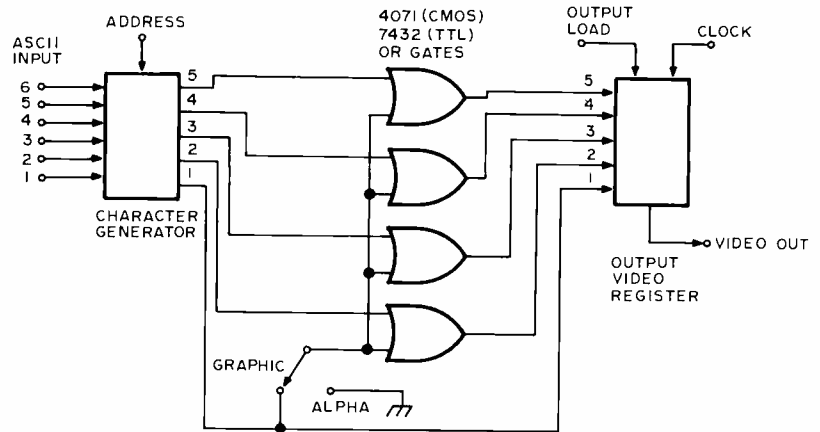 ASCII
INPUT
ADDRESS
6
5
4
3
2
1
5
4
3
2
1
CHARACTER
GENERATOR
4071 (CMOS)
7432 (TTL)
OR GATES
OUTPUT
LOAD
CLOCK
5
4
3
2
1
VIDEO OUT
OUTPUT
VIDEO
REGISTER
GRAPHIC
ALPHA